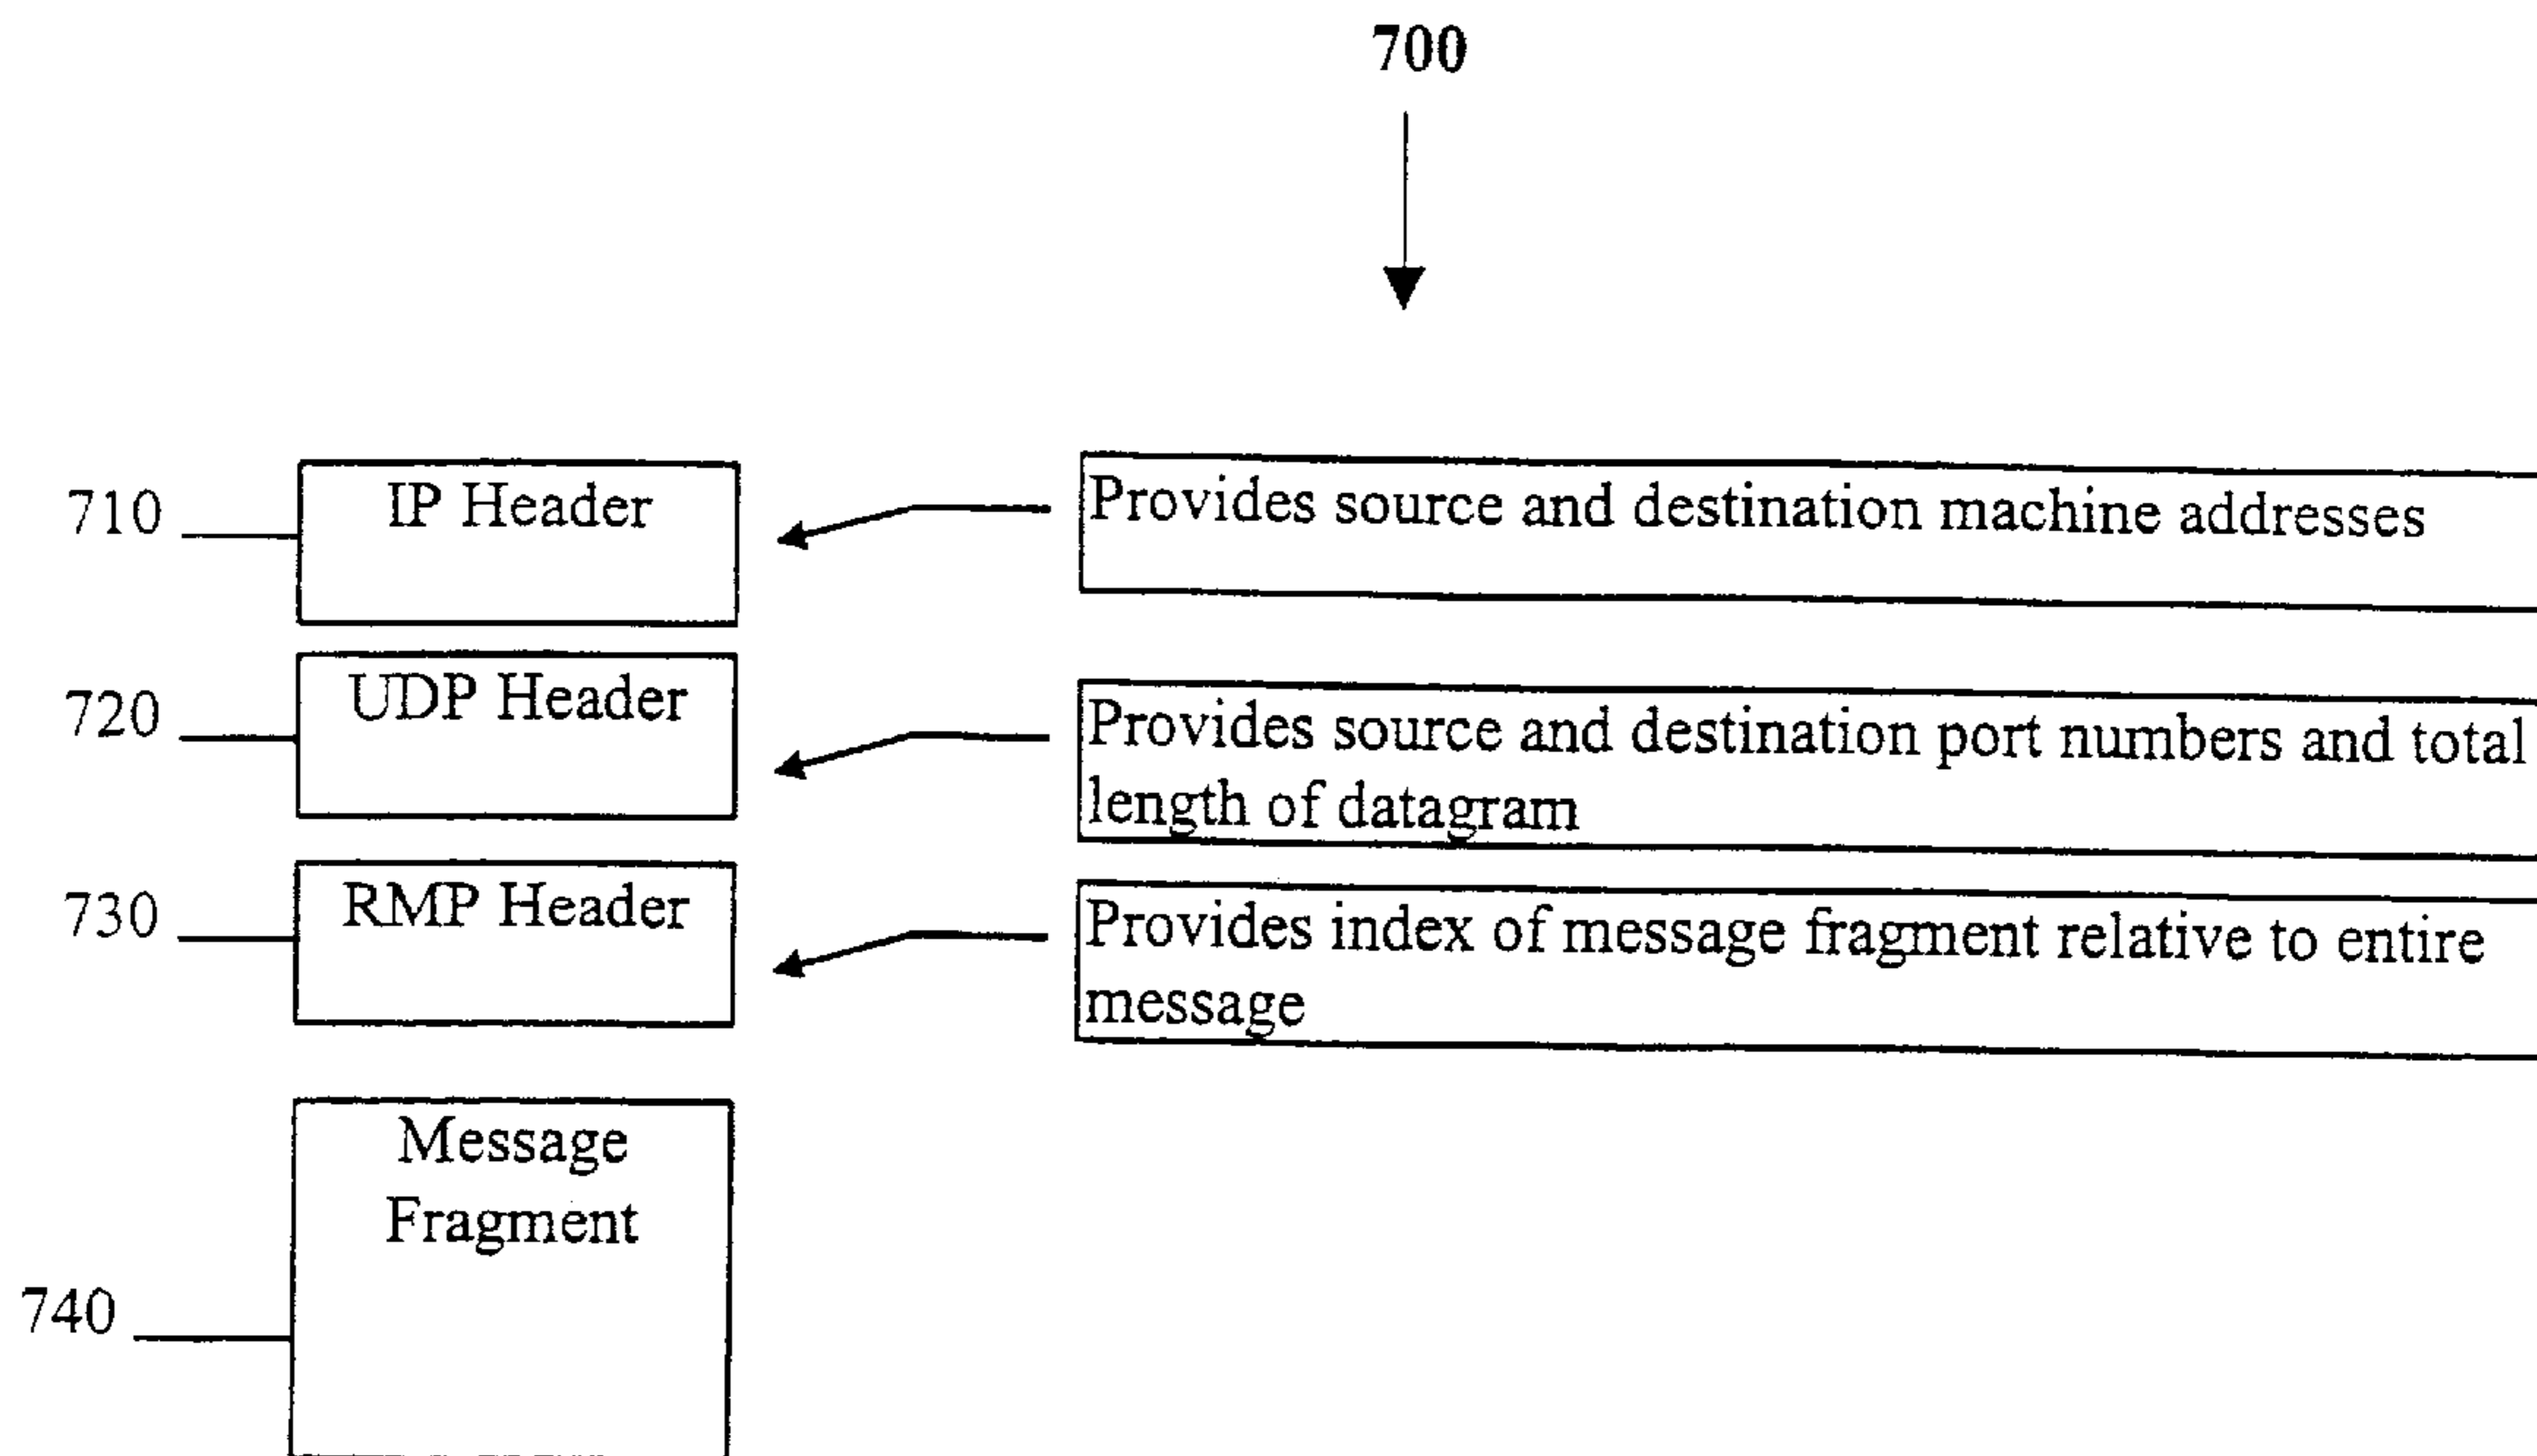 700
710
IP Header
Provides source and destination machine addresses
720
UDP Header
Provides source and destination port numbers and total
length of datagram
730
RMP Header
Provides index of message fragment relative to entire
message
Message
Fragment
740